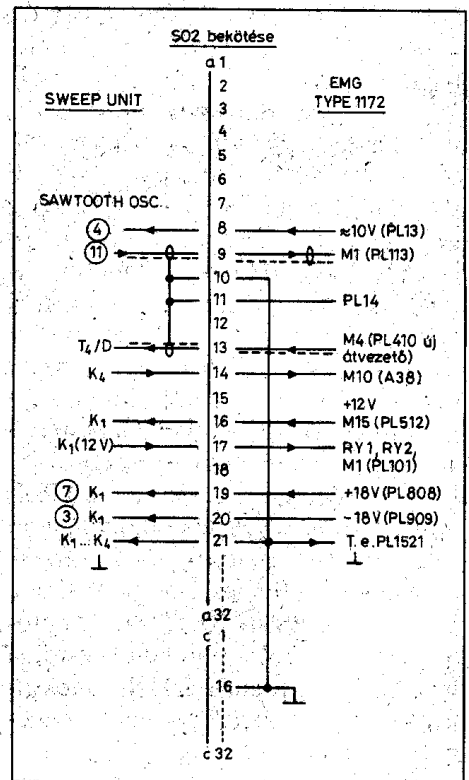 SO2 bekötése
a 1
2
EMG
SWEEP UNIT 3 TYPE 1172
4
5
6
7
SAWTOOTH OSC.
4 8 ≈10V (PL13)
11 9 M1 (PL113)
10
11 PL14
12
T4/D 13 M4 (PL410 új
átvezető)
K4 14 M10 (A38)
15 +12V
K1 16 M15 (PL512)
K1 (12V) 17 RY1, RY2,
18 M1 (PL101)
7 K1 19 +18V (PL808)
3 K1 20 -18V (PL909)
K1...K4 21 T.e.PL1521
a 32
c 1
16
c 32